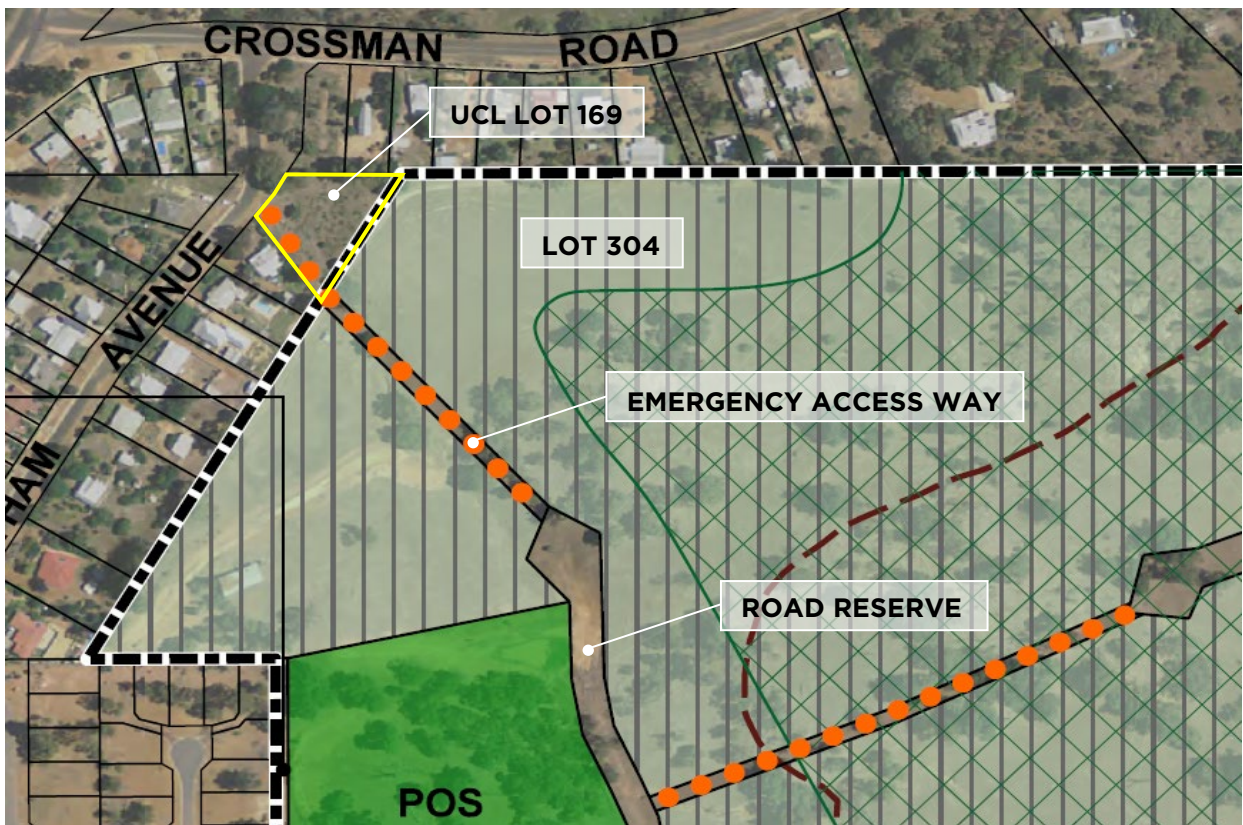 CROSSMAN ROAD
UCL LOT 169
LOT 304
AVENUE
EMERGENCY ACCESS WAY
HAM
ROAD RESERVE
POS